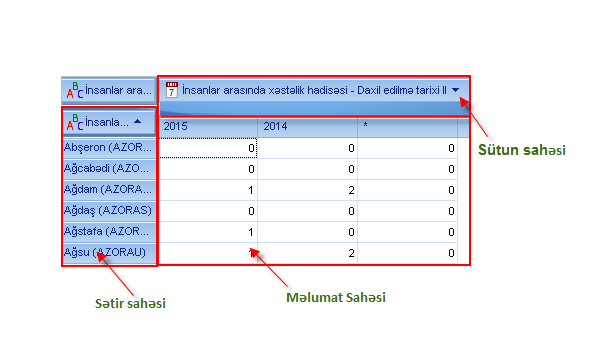 İnsanlar ara...
İnsanlar arasında xəstəlik hadisəsi - Daxil edilmə tarixi İl
İnsanla...
2015 2014 *
Abşeron (AZOR... 0 0 0
Ağcabədi (AZO... 0 0 0
Ağdam (AZORA... 1 2 0
Ağdaş (AZORAS) 0 0 0
Ağstafa (AZOR... 1 0 0
Ağsu (AZORAU) 1 2 0
Sütun sahəsi
Sətir sahəsi
Məlumat Sahəsi